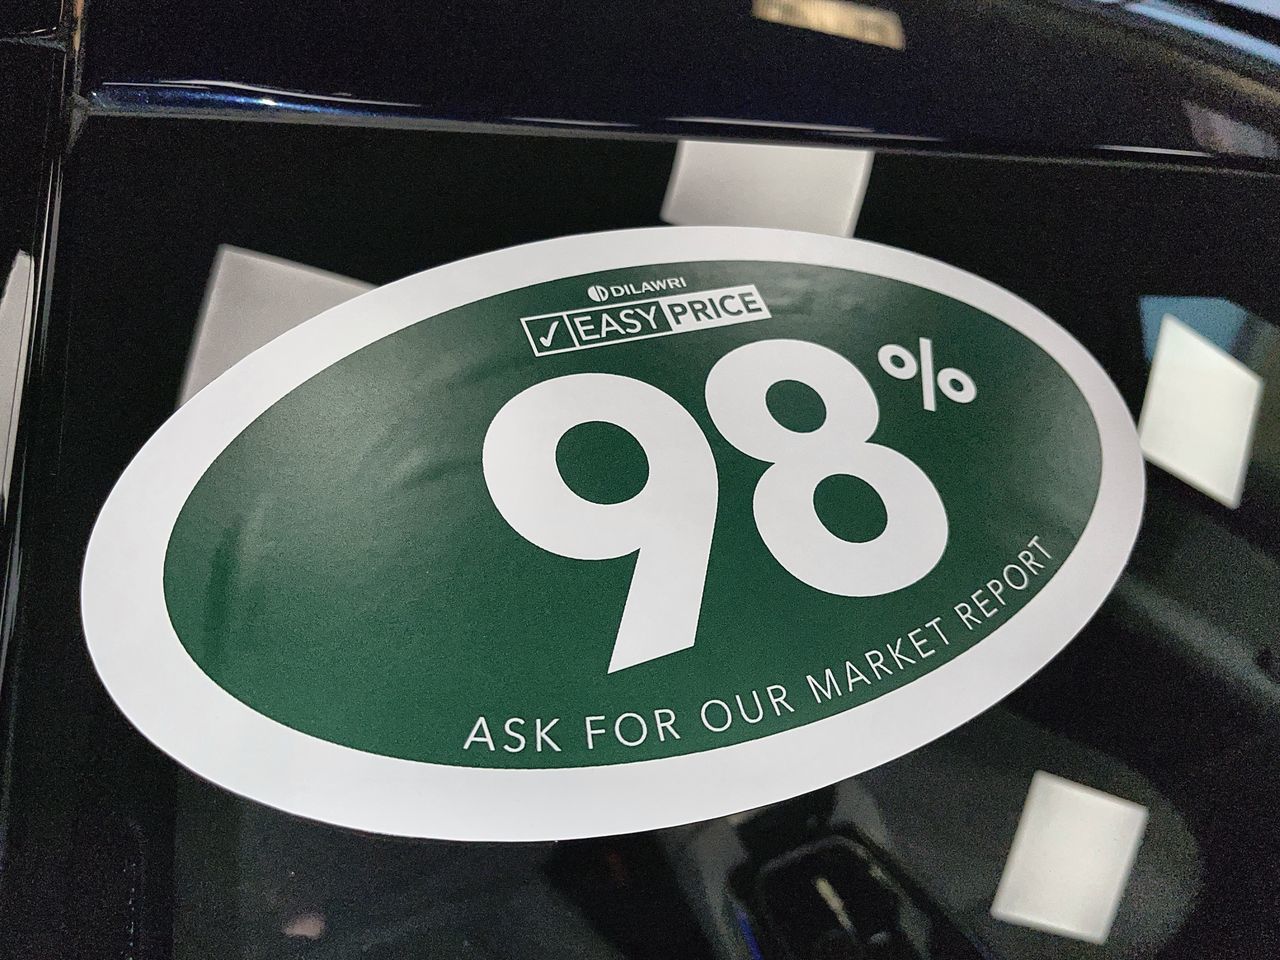 DILAWRI
EASY PRICE
98%
ASK FOR OUR MARKET REPORT